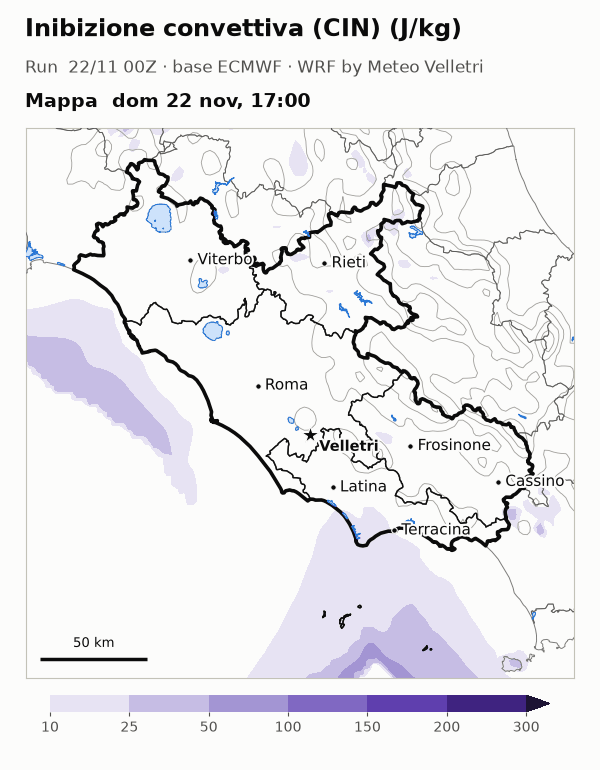 Inibizione convettiva (CIN) (J/kg)
Run 22/11 00Z · base ECMWF · WRF by Meteo Velletri
Mappa dom 22 nov, 17:00
Viterbo
Rieti
Roma
Velletri
Frosinone
Latina
Cassino
Terracina
50 km
10 25 50 100 150 200 300